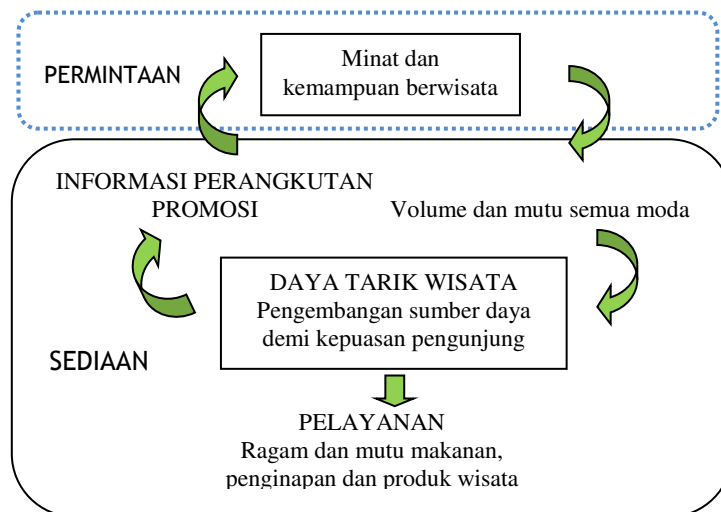 PERMINTAAN
Minat dan
kemampuan berwisata
INFORMASI PERANGKUTAN
PROMOSI
Volume dan mutu semua moda
DAYA TARIK WISATA
Pengembangan sumber daya
demi kepuasan pengunjung
SEDIAAN
PELAYANAN
Ragam dan mutu makanan,
penginapan dan produk wisata